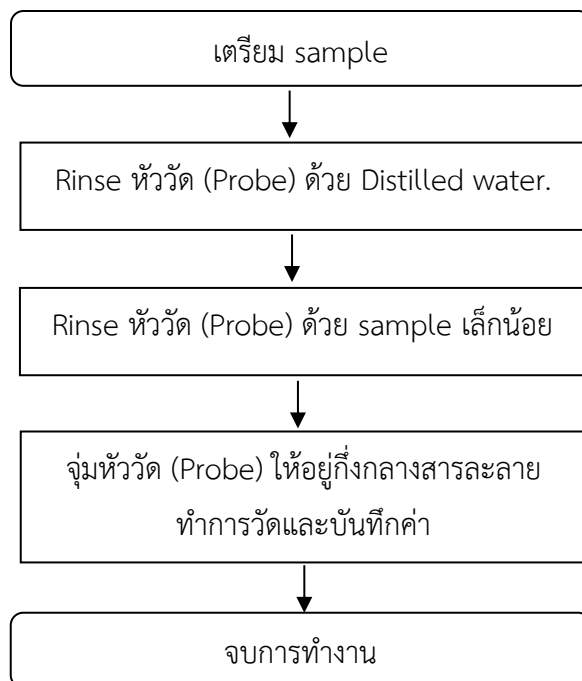 เตรียม sample
Rinse หัววัด (Probe) ด้วย Distilled water.
Rinse หัววัด (Probe) ด้วย sample เล็กน้อย
จุ่มหัววัด (Probe) ให้อยู่กึ่งกลางสารละลาย
ทำการวัดและบันทึกค่า
จบการทำงาน